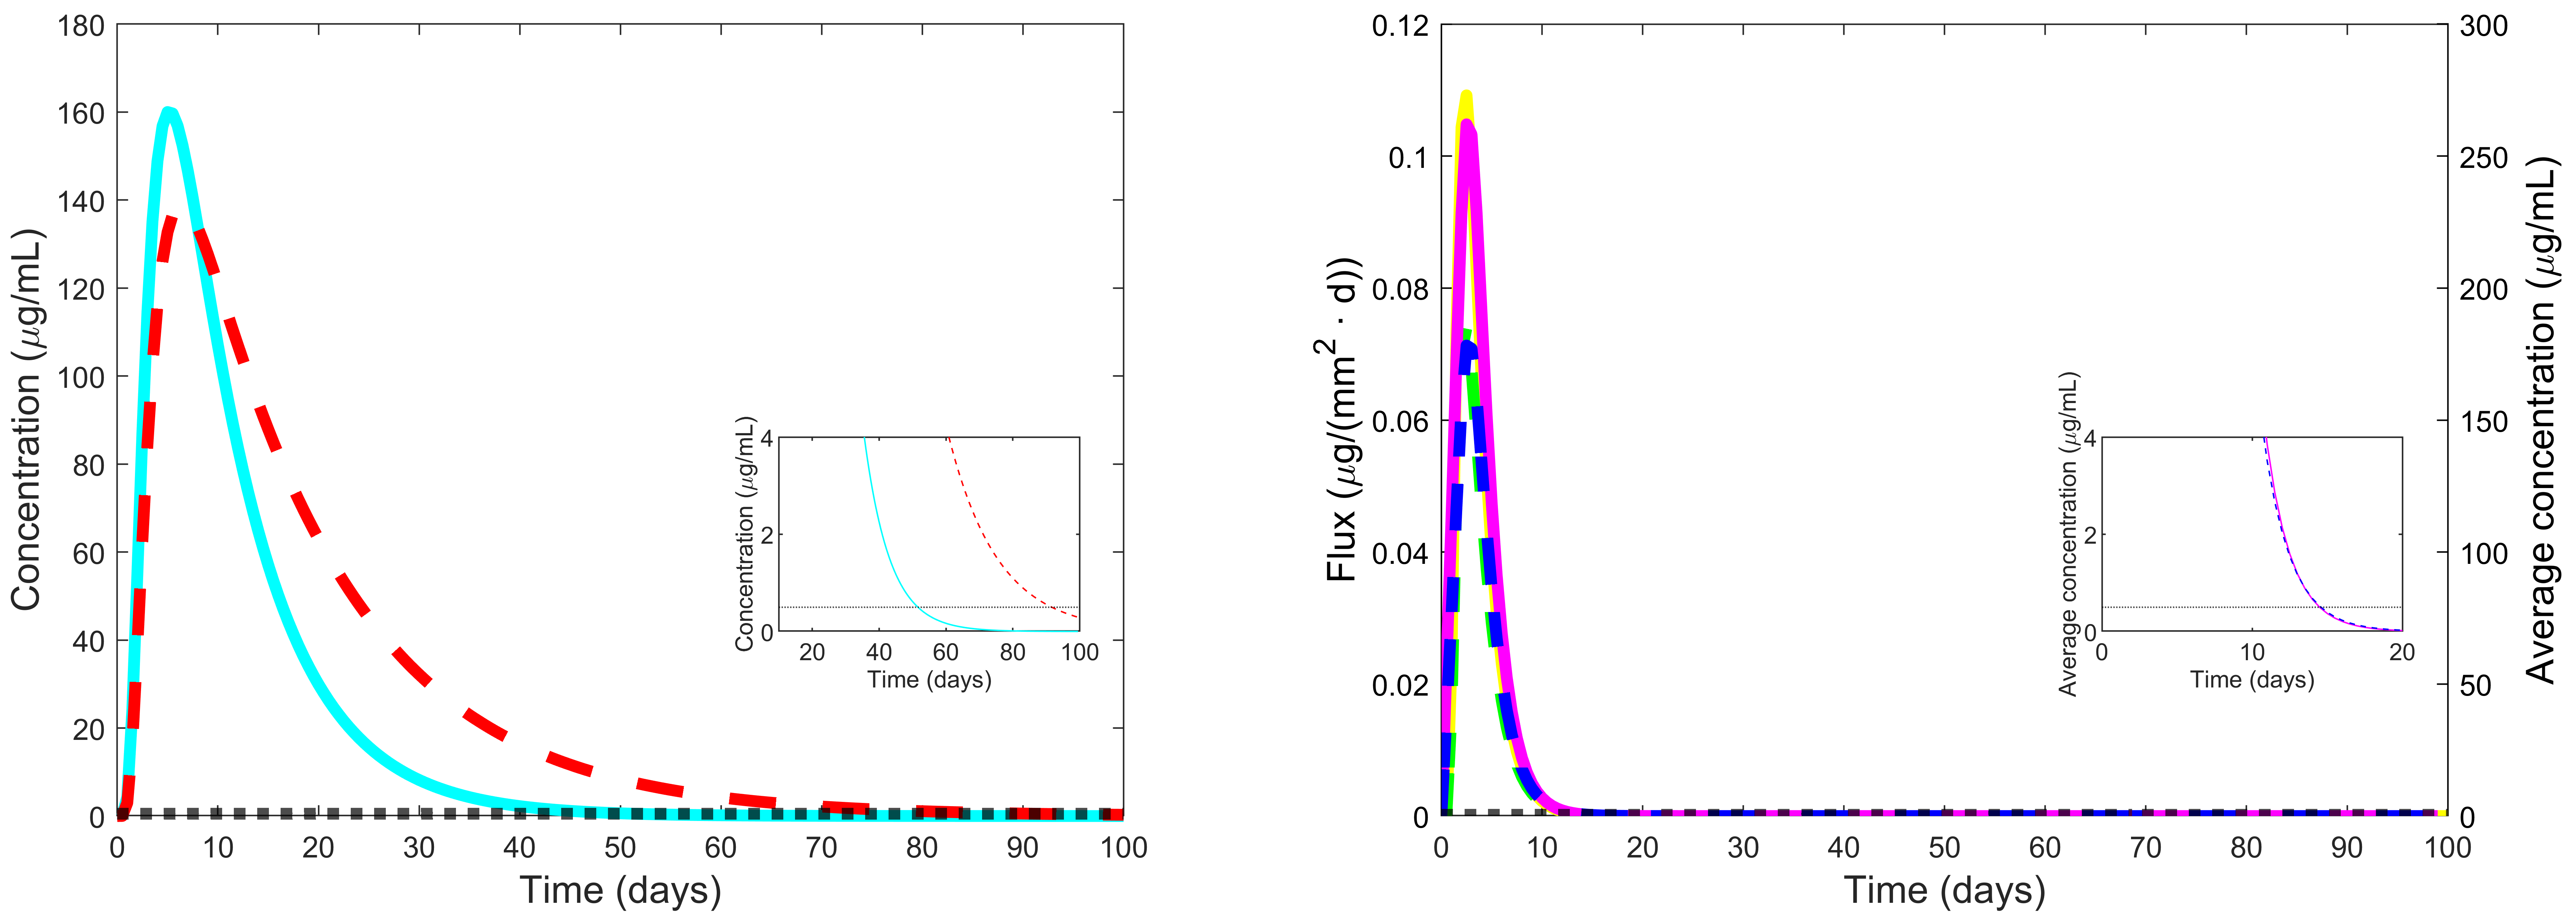 180
160
140
120
100
80
60
40
20
0
0 10 20 30 40 50 60 70 80 90 100
Time (days)
Concentration (μg/mL)
4
2
0
20 40 60 80 100
Time (days)
Concentration (μg/mL)
0.12
0.1
0.08
0.06
0.04
0.02
0
0 10 20 30 40 50 60 70 80 90 100
Time (days)
Flux (μg/(mm² · d))
300
250
200
150
100
50
0
Average concentration (μg/mL)
4
2
0
0 10 20
Time (days)
Average concentration (μg/mL)